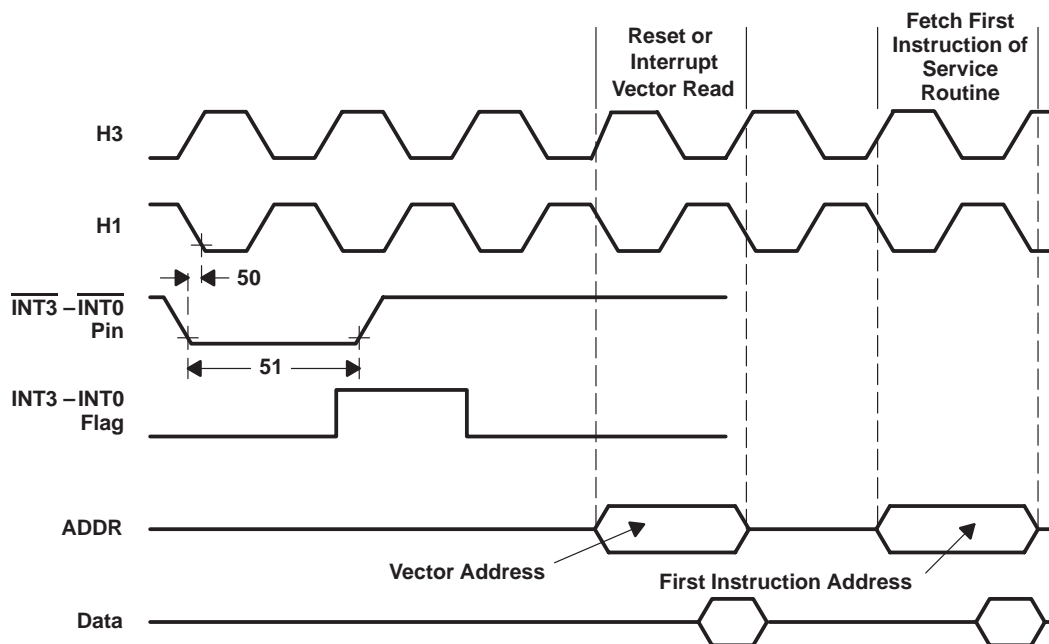 Reset or
Interrupt
Vector Read
Fetch First
Instruction of
Service
Routine
H3
H1
50
INT3 – INT0
Pin
51
INT3 – INT0
Flag
ADDR
Vector Address
First Instruction Address
Data